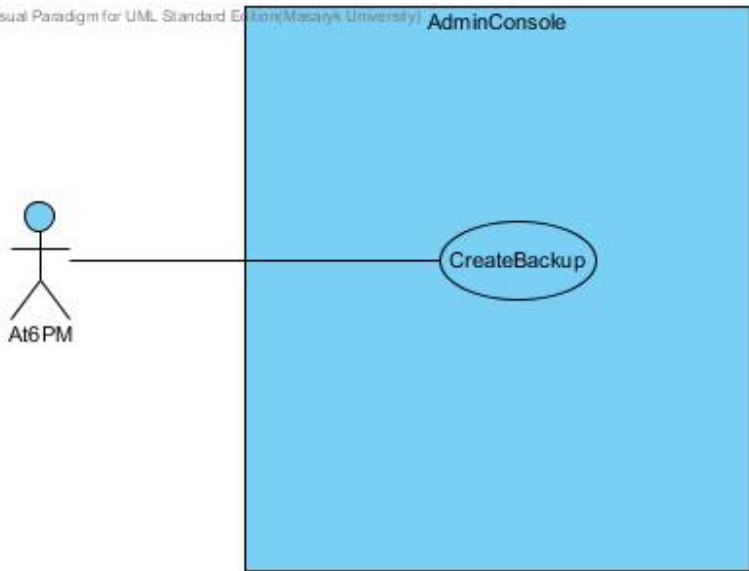 sual Paradigm for UML Standard Edition(Masaryk University)
AdminConsole
CreateBackup
At6PM